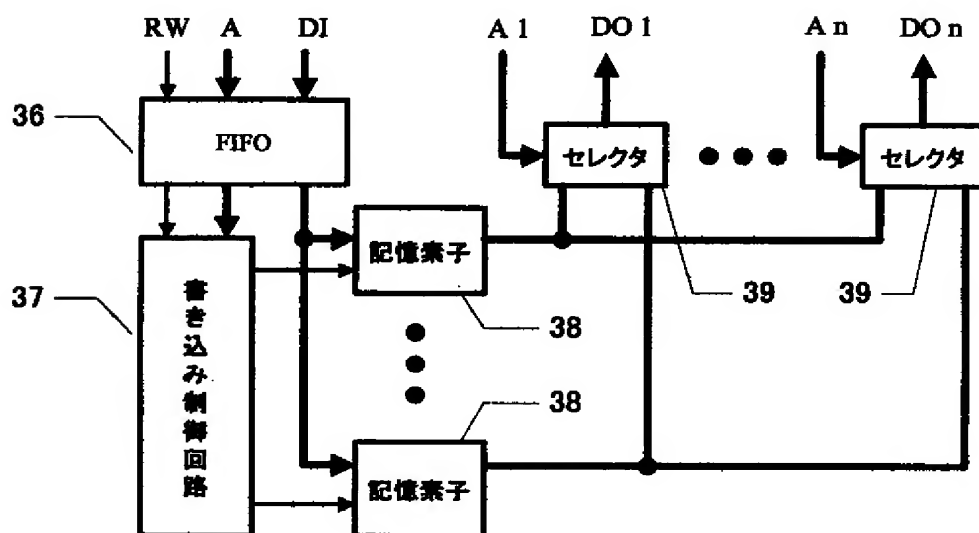 RW A DI A 1 DO 1 A n DO n
36 FIFO セレクタ セレクタ
記憶素子
37 39 39
書き込み制御回路
38
38
記憶素子